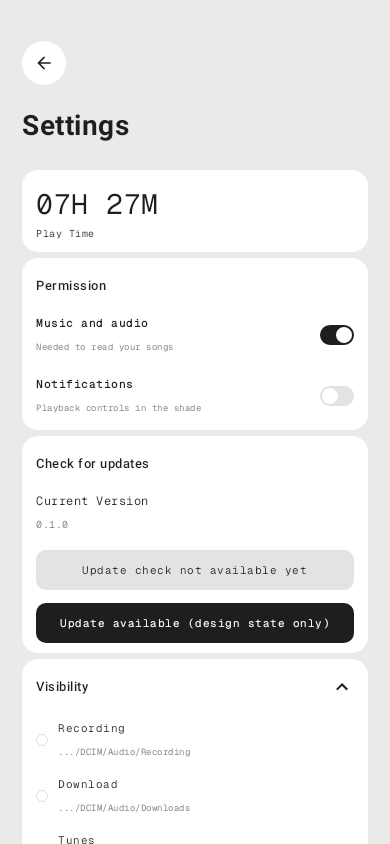 Settings
07H 27M
Play Time
Permission
Music and audio
Needed to read your songs
Notifications
Playback controls in the shade
Check for updates
Current Version
0.1.0
Update check not available yet
Update available (design state only)
Visibility
Recording
.../DCIM/Audio/Recording
Download
.../DCIM/Audio/Downloads
Tunes